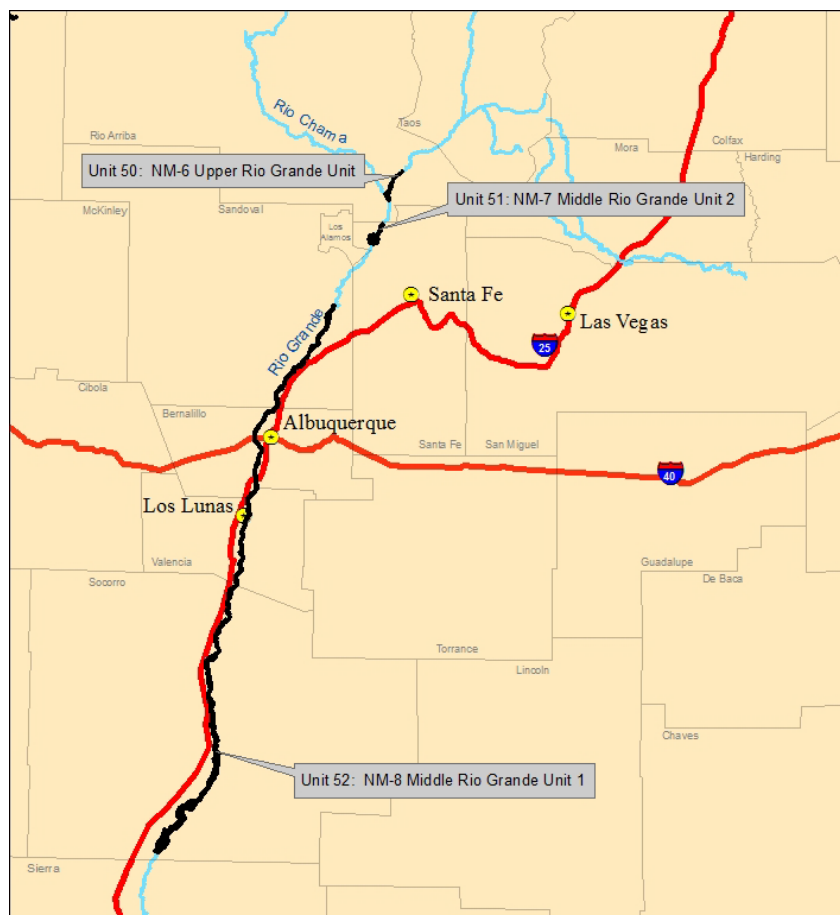 Rio Chama
Taos
Rio Arriba
Mora
Colfax
Harding
Unit 50: NM-6 Upper Rio Grande Unit
Unit 51: NM-7 Middle Rio Grande Unit 2
McKinley
Sandoval
Los
Alamos
Santa Fe
Las Vegas
Rio Grande
25
Cibola
Bernalillo
Albuquerque
Santa Fe
San Miguel
40
Los Lunas
Valencia
Guadalupe
Socorro
De Baca
Torrance
Lincoln
Chaves
Unit 52: NM-8 Middle Rio Grande Unit 1
Sierra